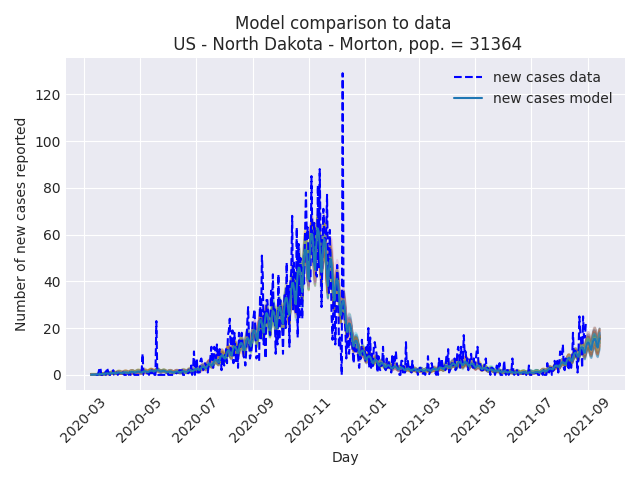 Model comparison to data
US - North Dakota - Morton, pop. = 31364
new cases data
new cases model
Number of new cases reported
120
100
80
60
40
20
0
2020-03
2020-05
2020-07
2020-09
2020-11
2021-01
2021-03
2021-05
2021-07
2021-09
Day